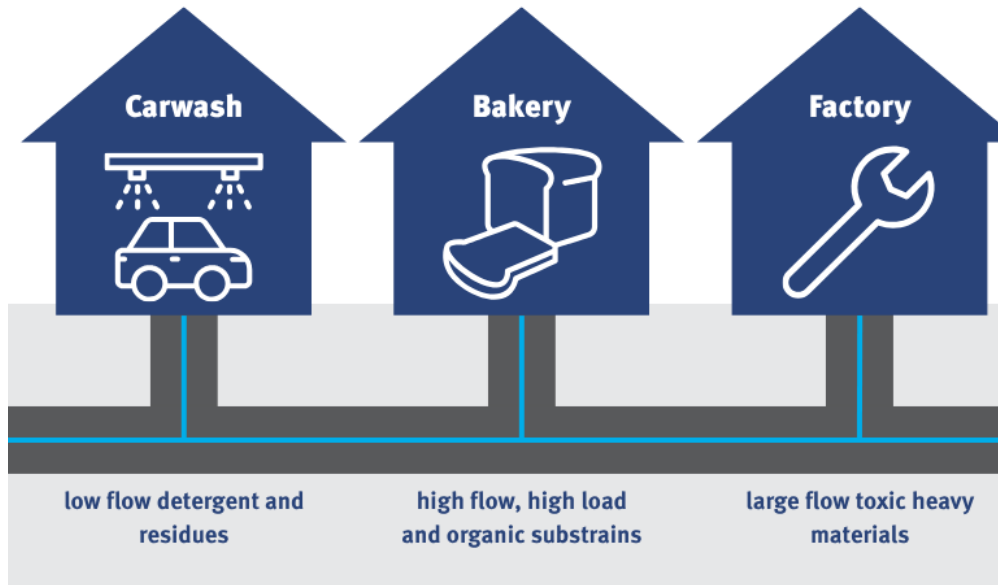 Carwash
Bakery
Factory
low flow detergent and
residues
high flow, high load
and organic substrains
large flow toxic heavy
materials